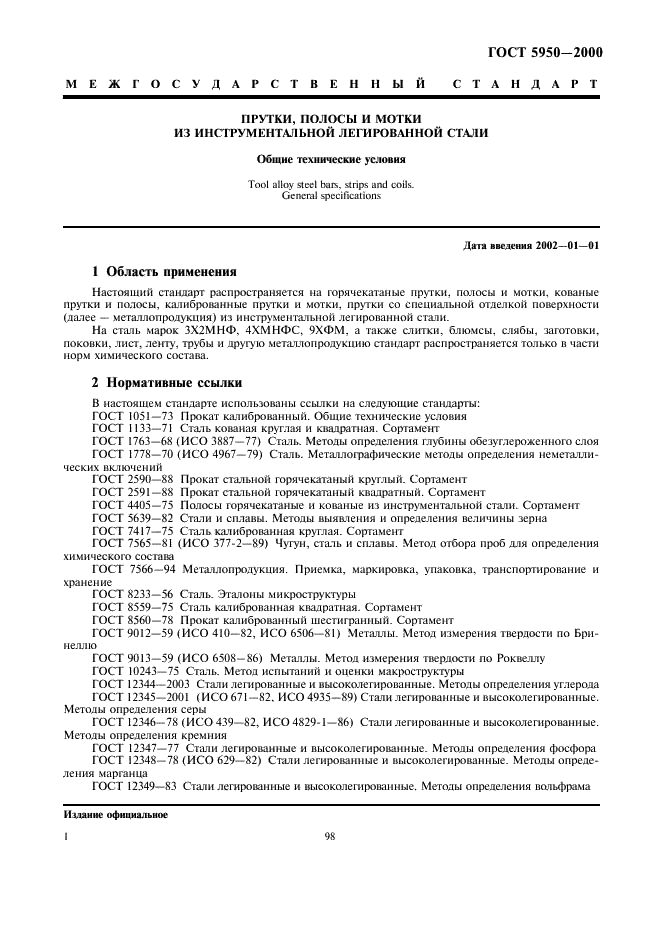 ГОСТ 5950—2000
МЕЖГОСУДАРСТВЕННЫЙ СТАНДАРТ
ПРУТКИ, ПОЛОСЫ И МОТКИ
ИЗ ИНСТРУМЕНТАЛЬНОЙ ЛЕГИРОВАННОЙ СТАЛИ
Общие технические условия
Tool alloy steel bars, strips and coils.
General specifications
Дата введения 2002—01—01
1 Область применения
Настоящий стандарт распространяется на горячекатаные прутки, полосы и мотки, кованые
прутки и подосы, калиброванные прутки и мотки, прутки со специальной отделкой поверхности
(далее — металлопродукция) из инструментальной легированной стали.
На сталь марок 3Х2МНФ, 4ХМНФС, 9ХФМ, а также слитки, блюмсы, слябы, заготовки,
поковки, лист, ленту, трубы и другую металлопродукцию стандарт распространяется только в части
норм химического состава.
2 Нормативные ссылки
В настоящем стандарте использованы ссылки на следующие стандарты:
ГОСТ 1051—73 Прокат калиброванный. Общие технические условия
ГОСТ 1133—71 Сталь кованая круглая и квадратная. Сортамент
ГОСТ 1763—68 (ИСО 3887—77) Сталь. Методы определения глубины обезуглероженного слоя
ГОСТ 1778—70 (ИСО 4967—79) Сталь. Металлографические методы определения неметалли-
ческих включений
ГОСТ 2590—88 Прокат стальной горячекатаный круглый. Сортамент
ГОСТ 2591—88 Прокат стальной горячекатаный квадратный. Сортамент
ГОСТ 4405—75 Полосы горячекатаные и кованые из инструментальной стали. Сортамент
ГОСТ 5639—82 Стали и сплавы. Методы выявления и определения величины зерна
ГОСТ 7417—75 Сталь калиброванная круглая. Сортамент
ГОСТ 7565—81 (ИСО 377-2—89) Чугун, сталь и сплавы. Метод отбора проб для определения
химического состава
ГОСТ 7566—94 Металлопродукция. Приемка, маркировка, упаковка, транспортирование и
хранение
ГОСТ 8233—56 Сталь. Эталоны микроструктуры
ГОСТ 8559—75 Сталь калиброванная квадратная. Сортамент
ГОСТ 8560—78 Прокат калиброванный шестигранный. Сортамент
ГОСТ 9012—59 (ИСО 410—82, ИСО 6506—81) Металлы. Метод измерения твердости по Бри-
неллю
ГОСТ 9013—59 (ИСО 6508—86) Металлы. Метод измерения твердости по Роквеллу
ГОСТ 10243—75 Сталь. Метод испытаний и оценки макроструктуры
ГОСТ 12344—2003 Стали легированные и высоколегированные. Методы определения углерода
ГОСТ 12345—2001 (ИСО 671—82, ИСО 4935—89) Стали легированные и высоколегированные.
Методы определения серы
ГОСТ 12346—78 (ИСО 439—82, ИСО 4829-1—86) Стали легированные и высоколегированные.
Методы определения кремния
ГОСТ 12347—77 Стали легированные и высоколегированные. Методы определения фосфора
ГОСТ 12348—78 (ИСО 629—82) Стали легированные и высоколегированные. Методы опреде-
ления марганца
ГОСТ 12349—83 Стали легированные и высоколегированные. Методы определения вольфрама
Издание официальное
1 98